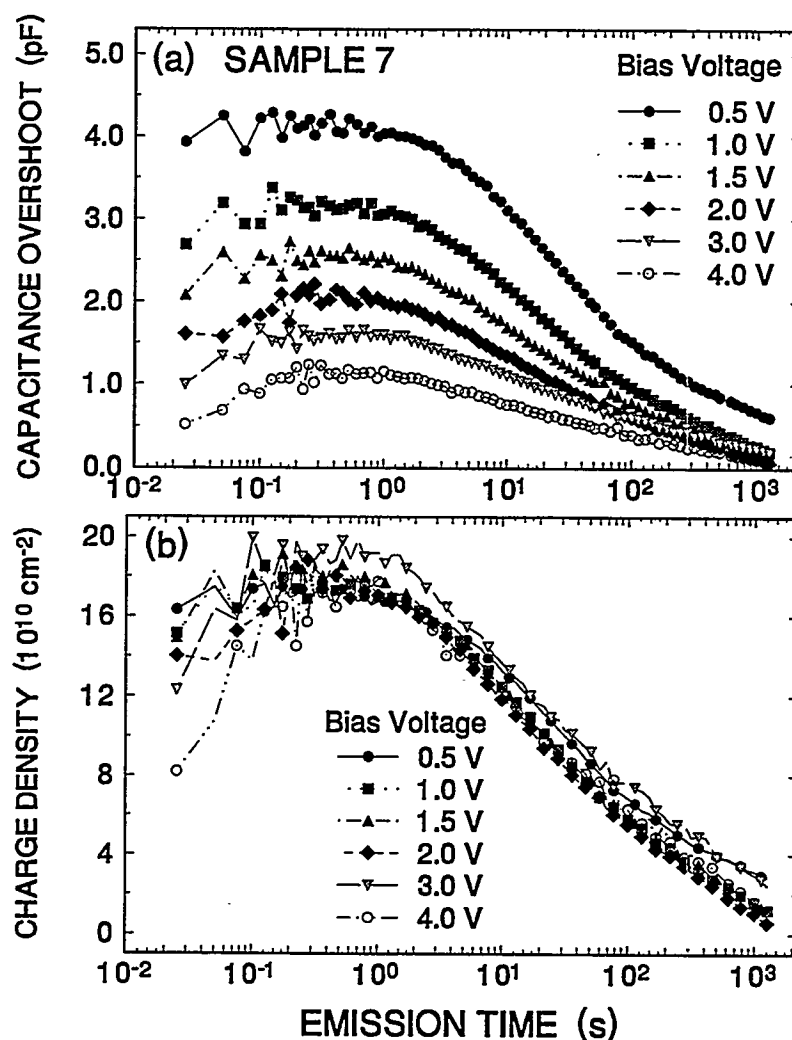 (a) SAMPLE 7
CAPACITANCE OVERSHOOT (pF)
5.0
4.0
3.0
2.0
1.0
0.0
Bias Voltage
0.5 V
1.0 V
1.5 V
2.0 V
3.0 V
4.0 V
10-2 10-1 100 101 102 103
(b)
CHARGE DENSITY (1010 cm-2)
20
16
12
8
4
0
Bias Voltage
0.5 V
1.0 V
1.5 V
2.0 V
3.0 V
4.0 V
10-2 10-1 100 101 102 103
EMISSION TIME (s)